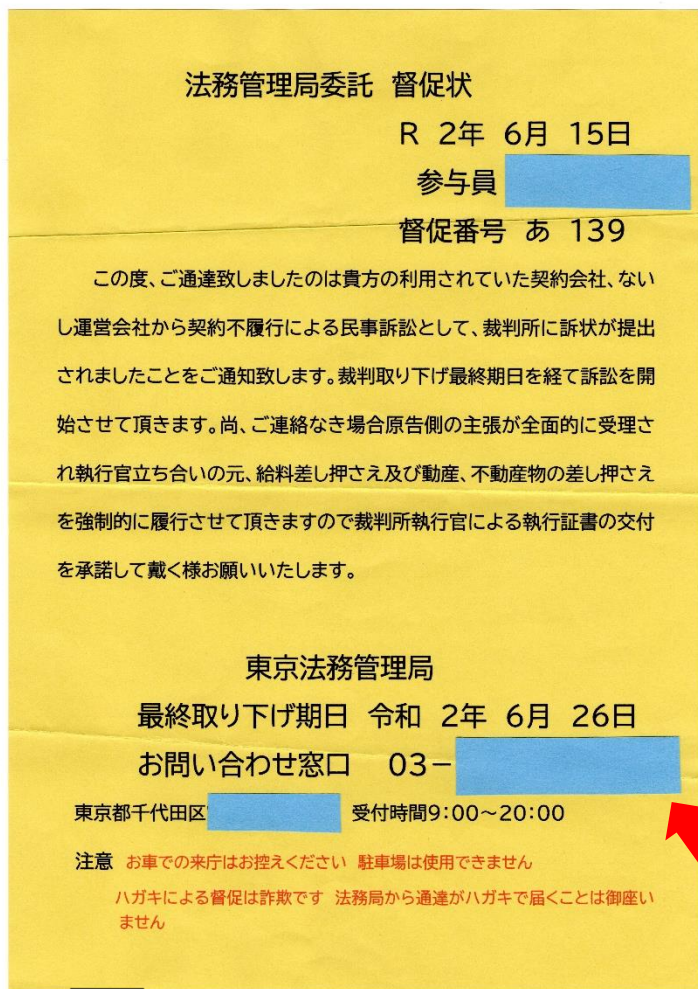 法務管理局委託 督促状
R 2年 6月 15日
参与員
督促番号 あ 139
この度、ご通達致しましたのは貴方の利用されていた契約会社、ない
し運営会社から契約不履行による民事訴訟として、裁判所に訴状が提出
されましたことをご通知致します。裁判取り下げ最終期日を経て訴訟を開
始させて頂きます。尚、ご連絡なき場合原告側の主張が全面的に受理さ
れ執行官立ち合いの元、給料差し押さえ及び動産、不動産物の差し押さえ
を強制的に履行させて頂きますので裁判所執行官による執行証書の交付
を承諾して戴く様お願いいたします。
東京法務管理局
最終取り下げ期日 令和 2年 6月 26日
お問い合わせ窓口 03－
東京都千代田区 受付時間9:00～20:00
注意 お車での来庁はお控えください 駐車場は使用できません
ハガキによる督促は詐欺です 法務局から通達がハガキで届くことは御座い
ません